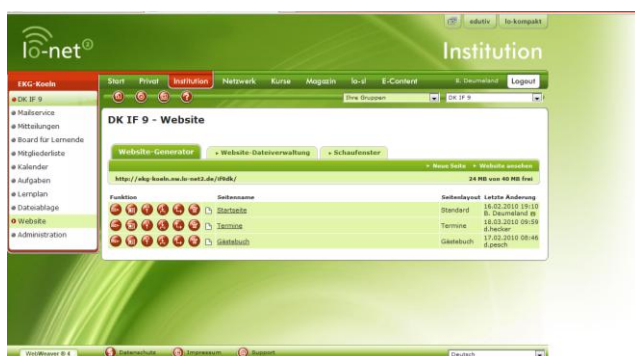 edutiv lo-kompakt
lo-net²
Institution
EKG-Koeln
Start Privat Institution Netzwerk Kurse Magazin lo-sl E-Content B. Deumeland Logout
DK IF 9
Ihre Gruppen DK IF 9
Mailservice
Mitteilungen
Board für Lernende
Mitgliederliste
Kalender
Aufgaben
Lernplan
Dateiablage
Website
Administration
DK IF 9 - Website
Website-Generator Website-Dateiverwaltung Schaufenster
Neue Seite Website ansehen
http://ekg-koeln.nw.lo-net2.de/if9dk/ 24 MB von 40 MB frei
Funktion Seitenname Seitenlayout Letzte Änderung
Startseite Standard 16.02.2010 19:10
B. Deumeland
Termine Termine 18.03.2010 09:59
d.hecker
Gästebuch Gästebuch 17.02.2010 08:46
d.pesch
WebWeaver Datenschutz Impressum Support Deutsch